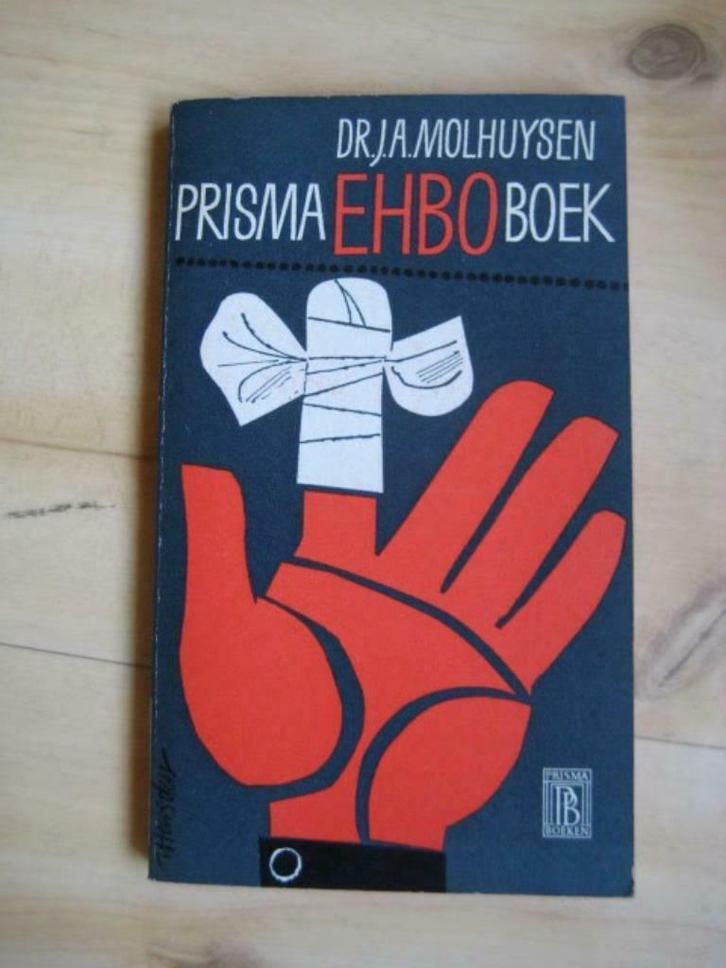 DR. J.A. MOLHUYSEN
PRISMA EHBO BOEK
PRISMA
PB
BOEKEN